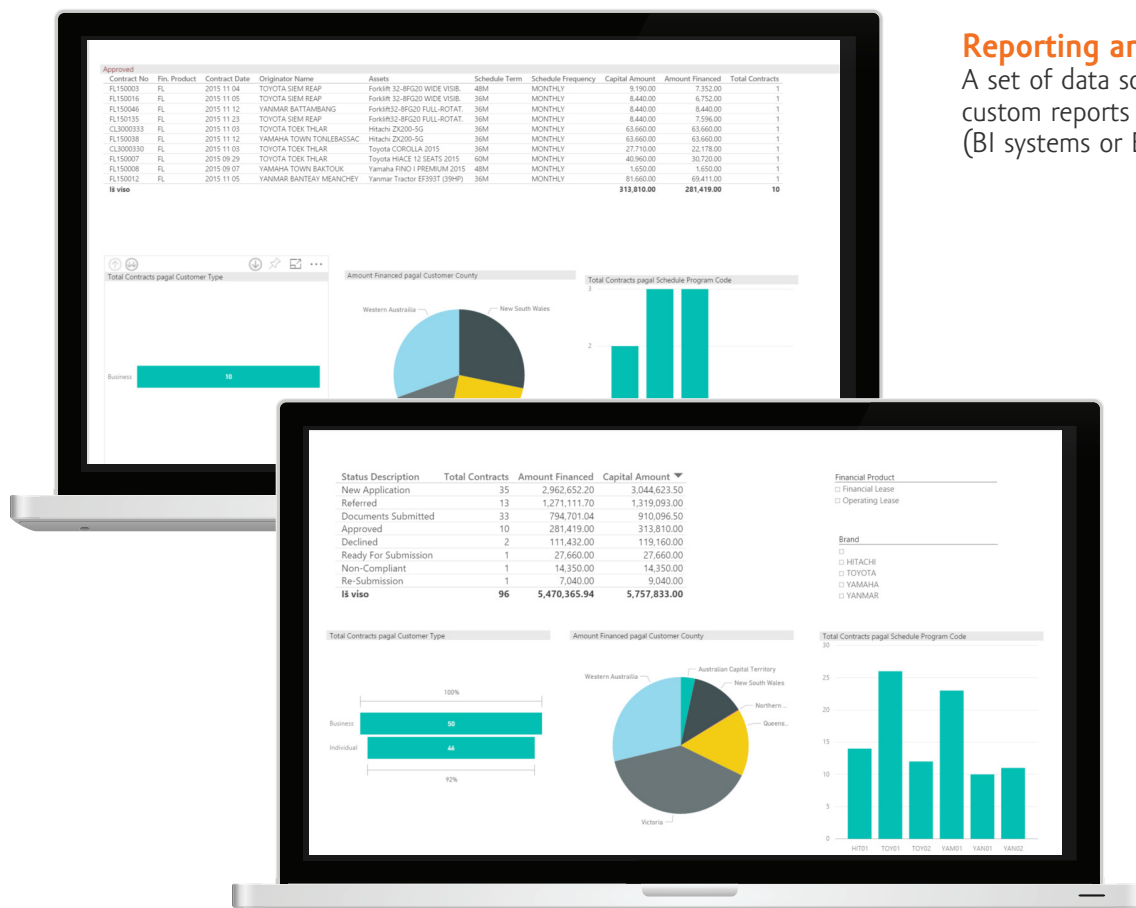 Reporting an
A set of data so
custom reports
(BI systems or E
Approved
Contract No Fin. Product Contract Date Originator Name Assets Schedule Term Schedule Frequency Capital Amount Amount Financed Total Contracts
FL150003 FL 2015 11 04 TOYOTA SIEM REAP Forklift 32-8FG20 WIDE VISIB. 48M MONTHLY 9,190.00 7,352.00 1
FL150016 FL 2015 11 05 TOYOTA SIEM REAP Forklift 32-8FG20 WIDE VISIB. 36M MONTHLY 8,440.00 6,752.00 1
FL150046 FL 2015 11 12 YANMAR BATTAMBANG Forklift32-8FG20 FULL-ROTAT. 36M MONTHLY 8,440.00 8,440.00 1
FL150135 FL 2015 11 23 TOYOTA SIEM REAP Forklift32-8FG20 FULL-ROTAT. 36M MONTHLY 8,440.00 7,596.00 1
CL3000333 FL 2015 11 03 TOYOTA TOEK THLAR Hitachi ZX200-5G 36M MONTHLY 63,660.00 63,660.00 1
FL150038 FL 2015 11 12 YAMAHA TOWN TONLEBASSAC Hitachi ZX200-5G 36M MONTHLY 63,660.00 63,660.00 1
CL3000330 FL 2015 11 03 TOYOTA TOEK THLAR Toyota COROLLA 2015 36M MONTHLY 27,710.00 22,178.00 1
FL150007 FL 2015 09 29 TOYOTA TOEK THLAR Toyota HIACE 12 SEATS 2015 60M MONTHLY 40,960.00 30,720.00 1
FL150008 FL 2015 09 07 YAMAHA TOWN BAKTOUK Yamaha FINO I PREMIUM 2015 48M MONTHLY 1,650.00 1,650.00 1
FL150012 FL 2015 11 05 YANMAR BANTEAY MEANCHEY Yanmar Tractor EF393T (39HP) 36M MONTHLY 81,660.00 69,411.00 1
Iš viso 313,810.00 281,419.00 10
Total Contracts pagal Customer Type
Business 10
Amount Financed pagal Customer County
Western Australiia New South Wales
Total Contracts pagal Schedule Program Code
3
2
Status Description Total Contracts Amount Financed Capital Amount
New Application 35 2,962,652.20 3,044,623.50
Referred 13 1,271,111.70 1,319,093.00
Documents Submitted 33 794,701.04 910,096.50
Approved 10 281,419.00 313,810.00
Declined 2 111,432.00 119,160.00
Ready For Submission 1 27,660.00 27,660.00
Non-Compliant 1 14,350.00 14,350.00
Re-Submission 1 7,040.00 9,040.00
Iš viso 96 5,470,365.94 5,757,833.00
Financial Product
Financial Lease
Operating Lease
Brand
HITACHI
TOYOTA
YAMAHA
YANMAR
Total Contracts pagal Customer Type
100%
Business 50
Individual 46
92%
Amount Financed pagal Customer County
Australian Capital Territory
Western Australiia
New South Wales
Northern ...
Queens..
Victoria
Total Contracts pagal Schedule Program Code
30
25
20
15
10
5
0
HIT01 TOY01 TOY02 YAM01 YAN01 YAN02